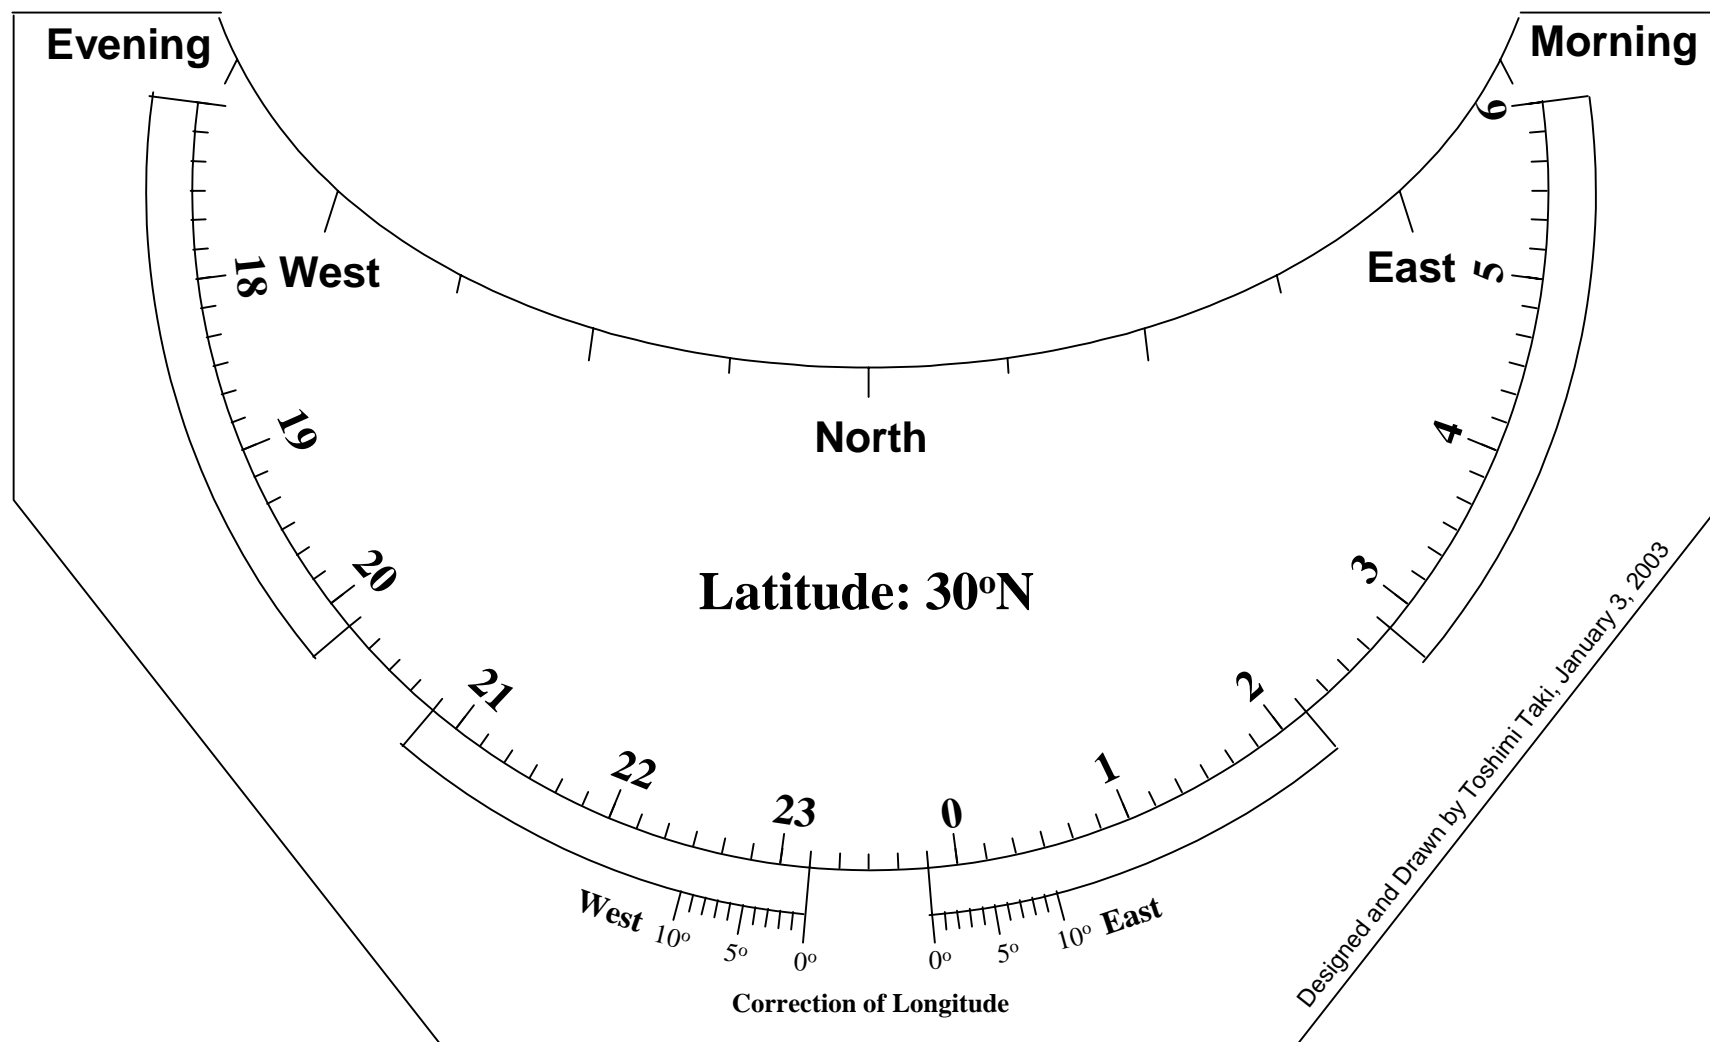 Evening
Morning
6
18
West
East
5
19
North
4
20
Latitude: 30ºN
3
21
2
22
1
23
0
West
10º
5º
0º
0º
5º
10º
East
Correction of Longitude
Designed and Drawn by Toshimi Taki, January 3, 2003